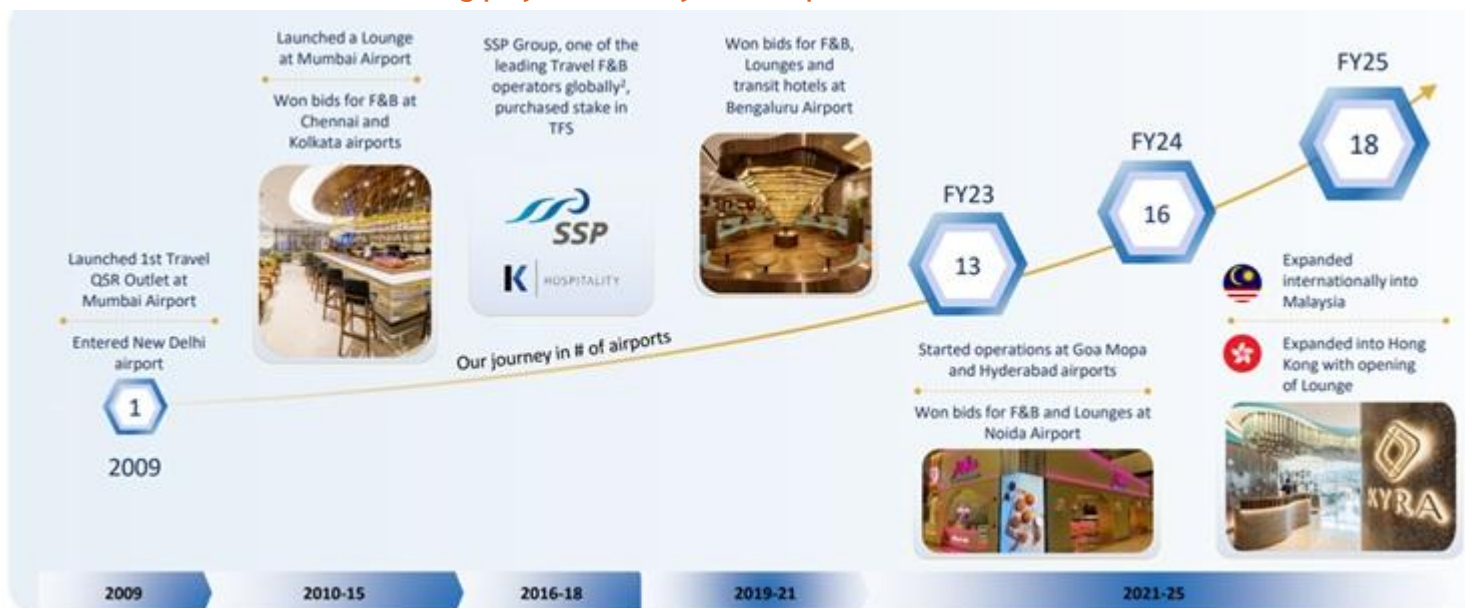 Launched 1st Travel
QSR Outlet at
Mumbai Airport
Entered New Delhi
airport
1
2009
Launched a Lounge
at Mumbai Airport
Won bids for F&B at
Chennai and
Kolkata airports
SSP Group, one of the
leading Travel F&B
operators globally²,
purchased stake in
TFS
SSP
K HOSPITALITY
Won bids for F&B,
Lounges and
transit hotels at
Bengaluru Airport
Our journey in # of airports
FY23
13
FY24
16
FY25
18
Started operations at Goa Mopa
and Hyderabad airports
Won bids for F&B and Lounges at
Noida Airport
Expanded
internationally into
Malaysia
Expanded into Hong
Kong with opening
of Lounge
KYRA
2009
2010-15
2016-18
2019-21
2021-25